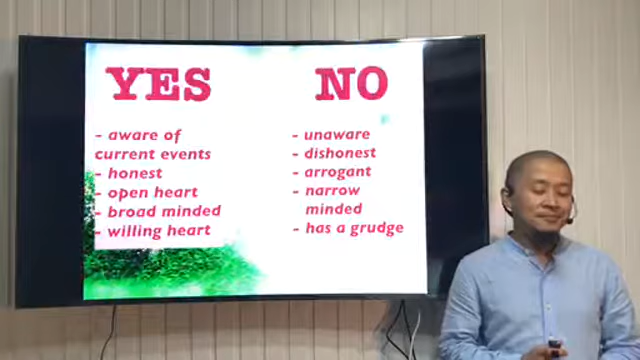 YES
- aware of
current events
- honest
- open heart
- broad minded
- willing heart
NO
- unaware
- dishonest
- arrogant
- narrow
minded
- has a grudge